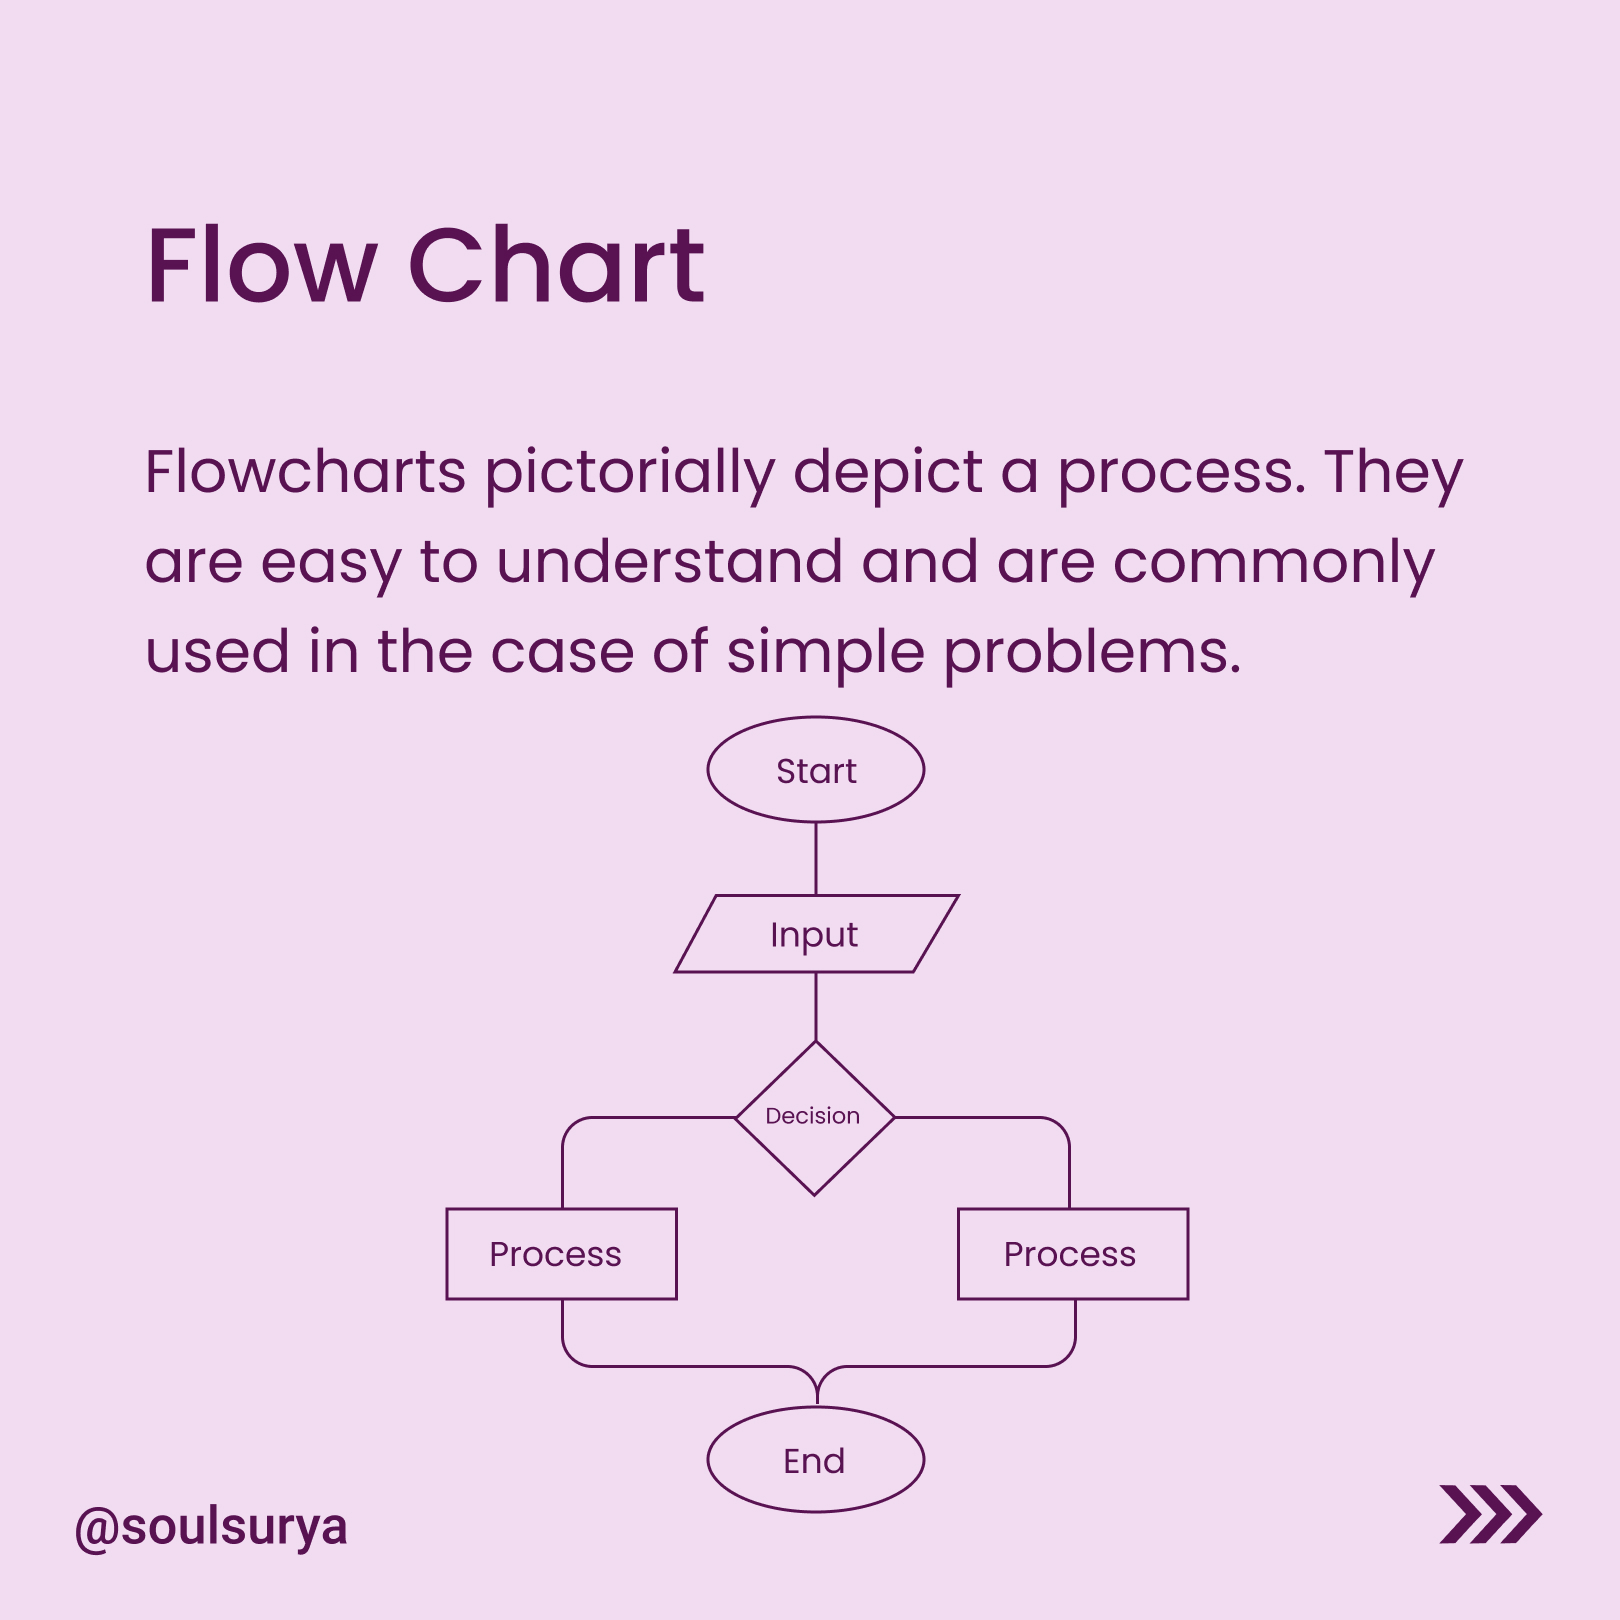 Flow Chart
Flowcharts pictorially depict a process. They
are easy to understand and are commonly
used in the case of simple problems.
Start
Input
Decision
Process
Process
End
@soulsurya